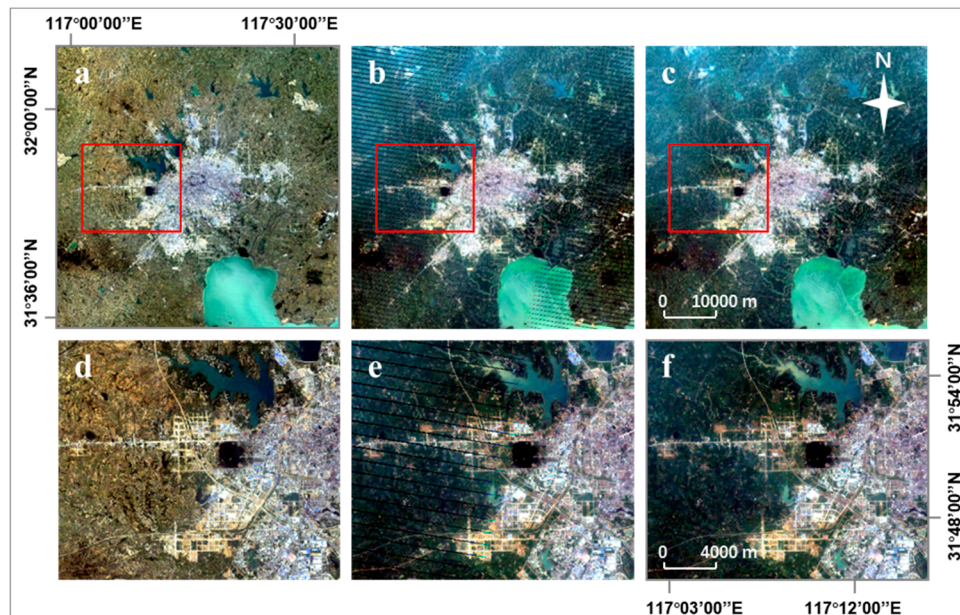 117°00’00”E
117°30’00”E
a
b
c
N
32°00’00”N
31°36’00”N
0 10000 m
d
e
f
31°54’00”N
31°48’00”N
0 4000 m
117°03’00”E
117°12’00”E